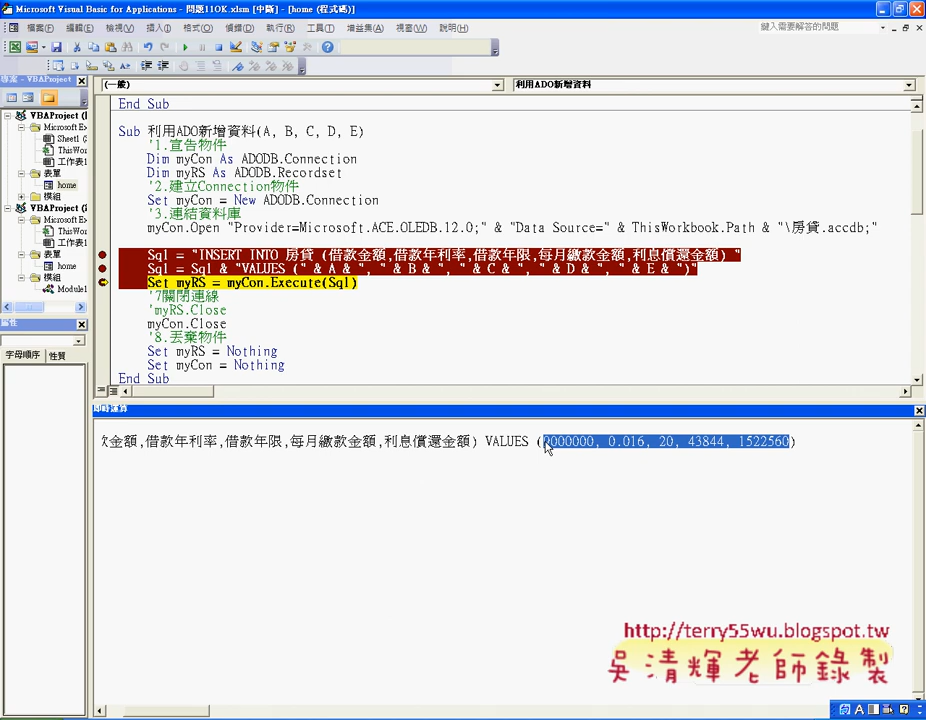 Microsoft Visual Basic for Applications - 問題11OK.xlsm [中斷] - [home (程式碼)]
檔案(F) 編輯(E) 檢視(V) 插入(I) 格式(O) 偵錯(D) 執行(R) 工具(T) 增益集(A) 視窗(W) 說明(H)
鍵入需要解答的問題
專案 - VBAProject
(一般)
利用ADO新增資料
VBAProject (
Microsoft Ex
Sheet1 (
ThisWor
工作表1
表單
home
模組
VBAProject (
Microsoft Ex
ThisWor
工作表1
表單
home
模組
Module1
屬性
字母順序 性質
End Sub
Sub 利用ADO新增資料(A, B, C, D, E)
'1.宣告物件
Dim myCon As ADODB.Connection
Dim myRS As ADODB.Recordset
'2.建立Connection物件
Set myCon = New ADODB.Connection
'3.連結資料庫
myCon.Open "Provider=Microsoft.ACE.OLEDB.12.0;" & "Data Source=" & ThisWorkbook.Path & "\房貸.accdb;"
Sql = "INSERT INTO 房貸 (借款金額,借款年利率,借款年限,每月繳款金額,利息償還金額) "
Sql = Sql & "VALUES (" & A & ", " & B & ", " & C & ", " & D & ", " & E & ")"
Set myRS = myCon.Execute(Sql)
'7關閉連線
'myRS.Close
myCon.Close
'8.丟棄物件
Set myRS = Nothing
Set myCon = Nothing
End Sub
即時運算
金額,借款年利率,借款年限,每月繳款金額,利息償還金額) VALUES (9000000, 0.016, 20, 43844, 1522560)
http://terry55wu.blogspot.tw
吳清輝老師錄製